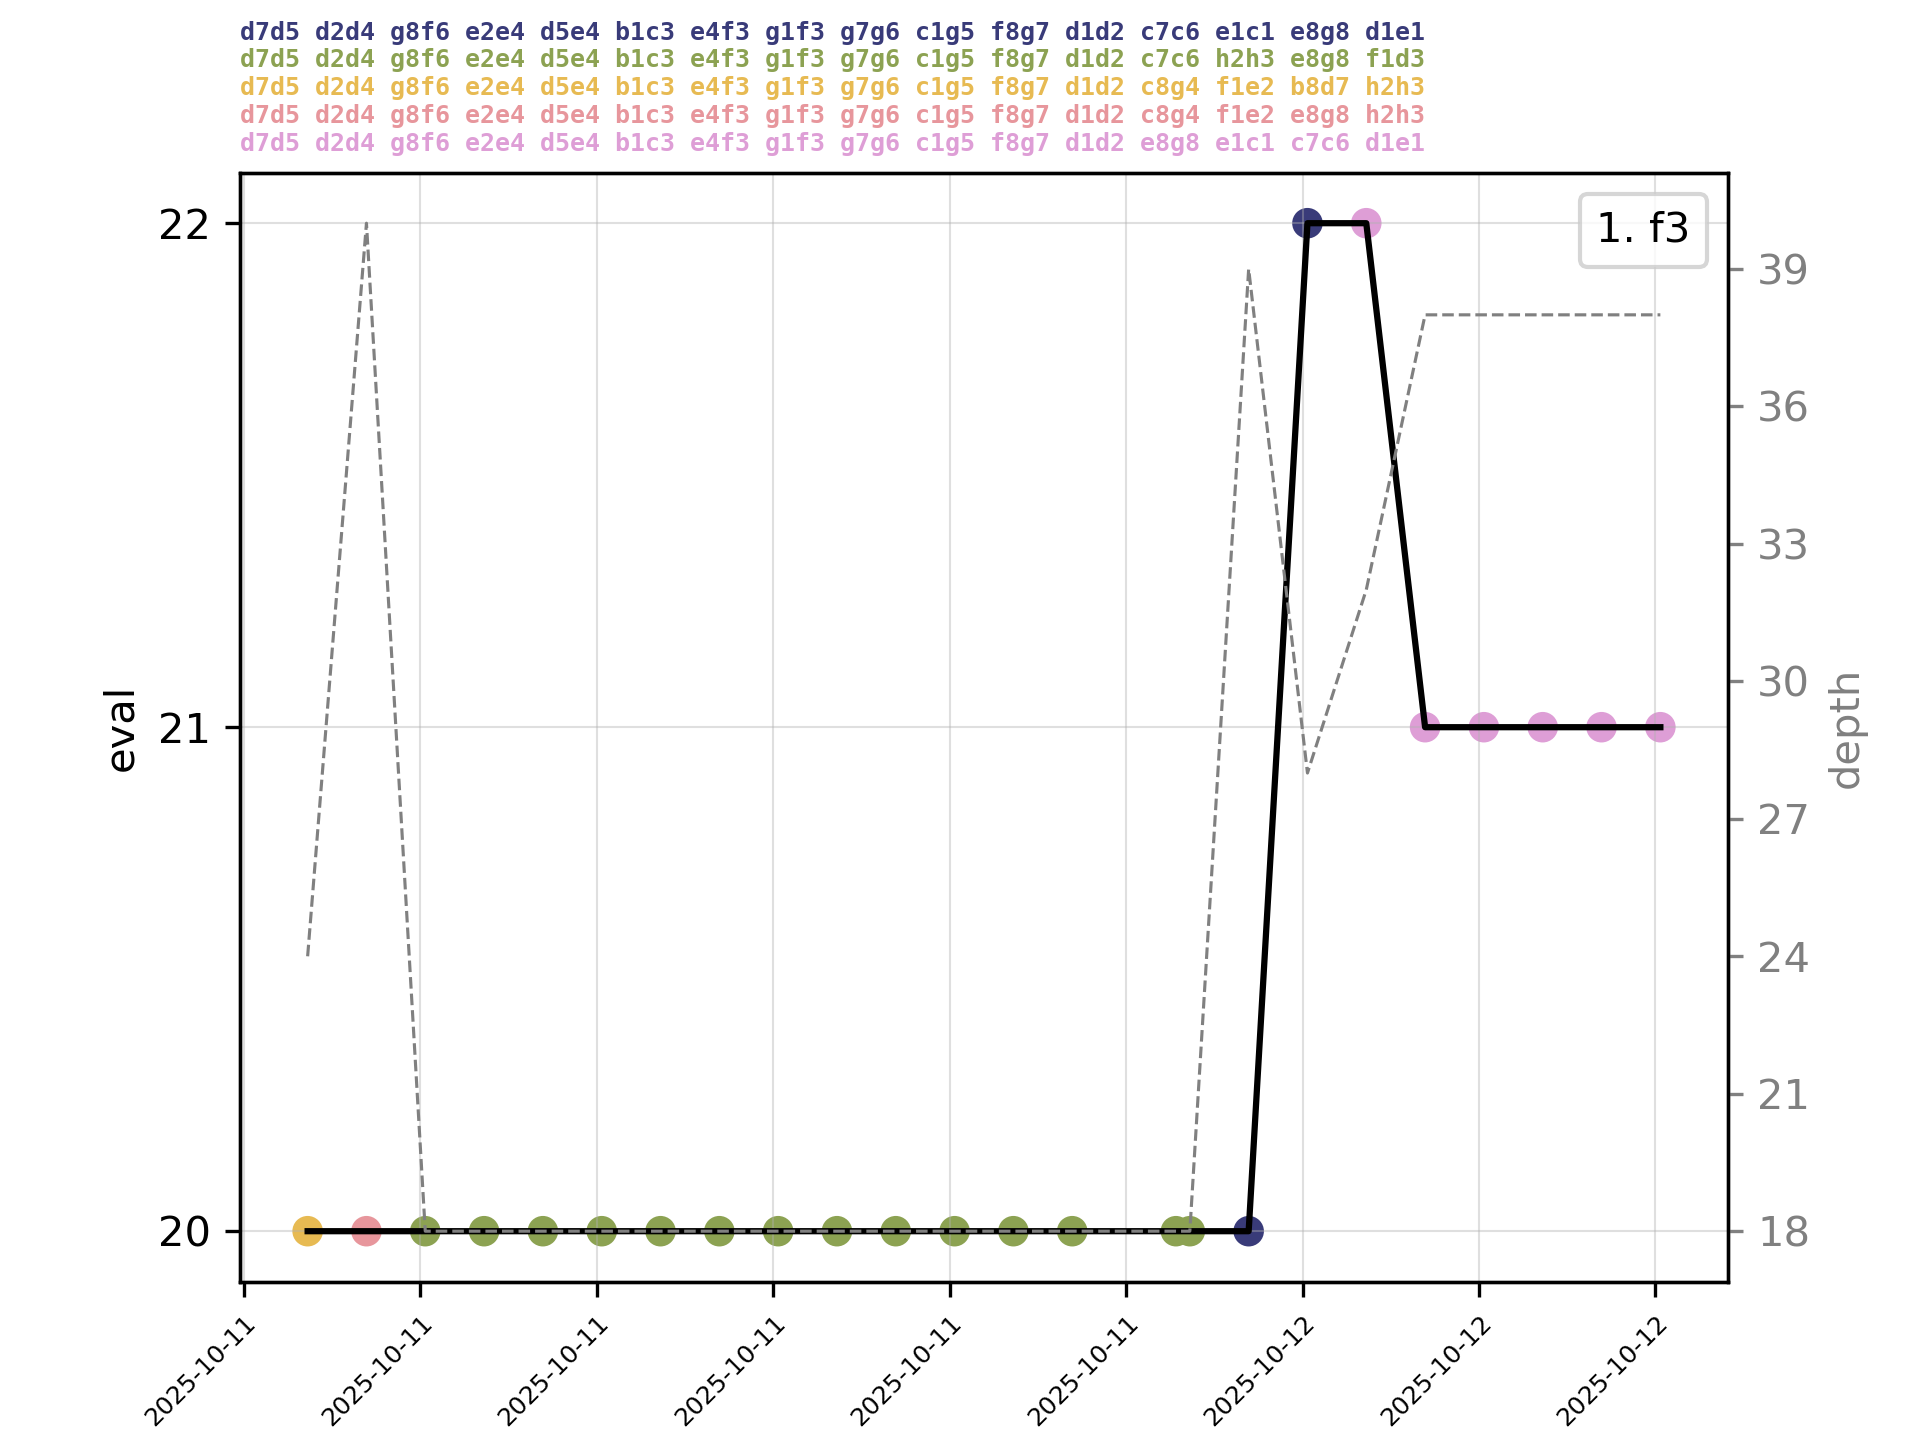 d7d5 d2d4 g8f6 e2e4 d5e4 b1c3 e4f3 g1f3 g7g6 c1g5 f8g7 d1d2 c7c6 e1c1 e8g8 d1e1
d7d5 d2d4 g8f6 e2e4 d5e4 b1c3 e4f3 g1f3 g7g6 c1g5 f8g7 d1d2 c7c6 h2h3 e8g8 f1d3
d7d5 d2d4 g8f6 e2e4 d5e4 b1c3 e4f3 g1f3 g7g6 c1g5 f8g7 d1d2 c8g4 f1e2 b8d7 h2h3
d7d5 d2d4 g8f6 e2e4 d5e4 b1c3 e4f3 g1f3 g7g6 c1g5 f8g7 d1d2 c8g4 f1e2 e8g8 h2h3
d7d5 d2d4 g8f6 e2e4 d5e4 b1c3 e4f3 g1f3 g7g6 c1g5 f8g7 d1d2 e8g8 e1c1 c7c6 d1e1
1. f3
22
21
20
eval
39
36
33
30
27
24
21
18
depth
2025-10-11
2025-10-11
2025-10-11
2025-10-11
2025-10-11
2025-10-11
2025-10-12
2025-10-12
2025-10-12